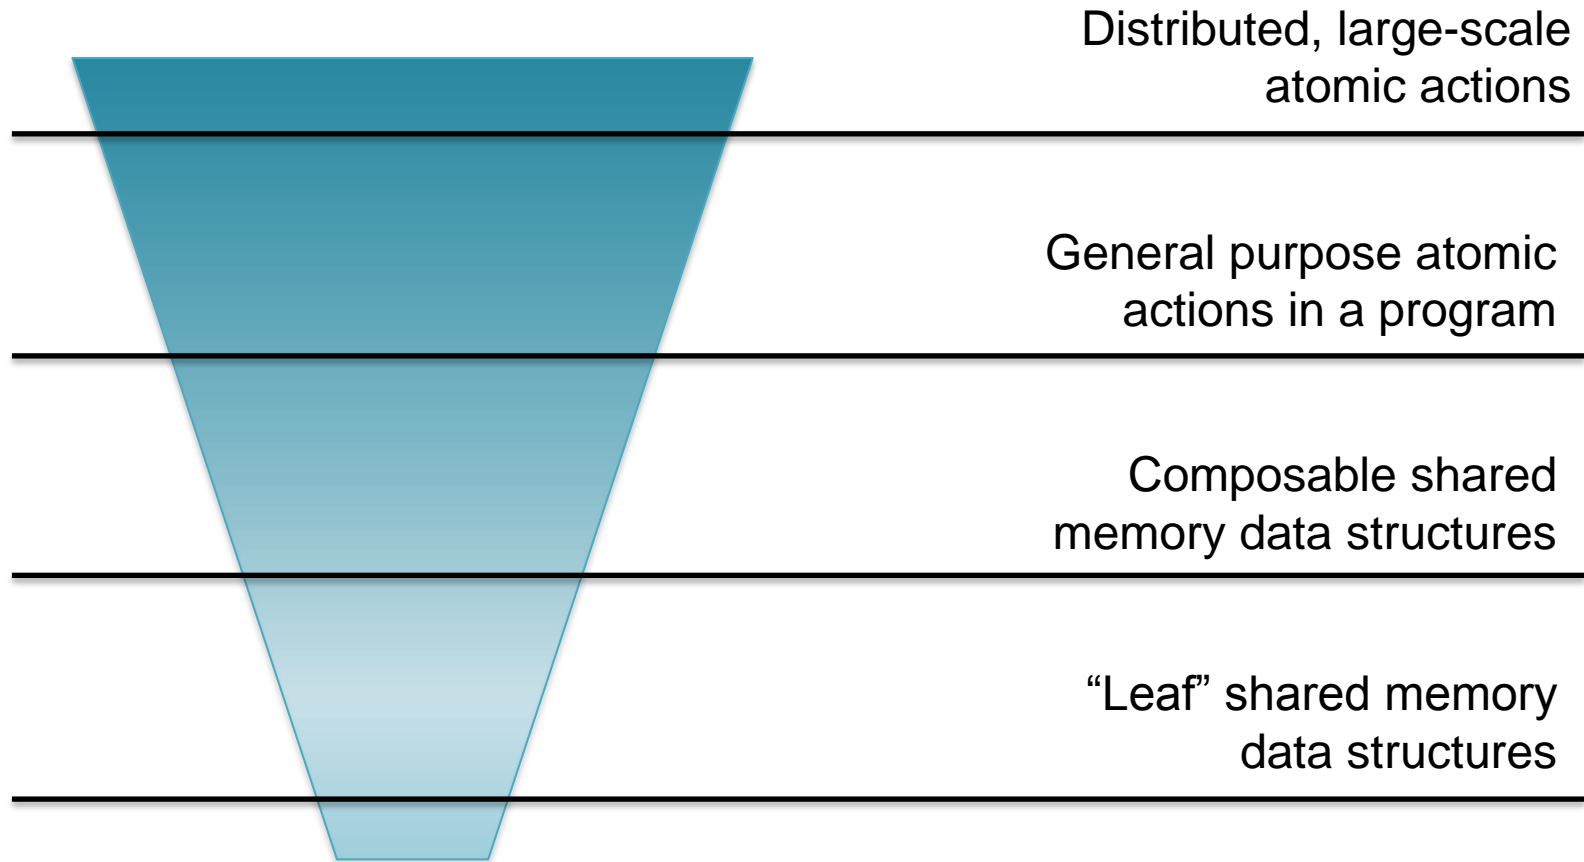 Distributed, large-scale
atomic actions
General purpose atomic
actions in a program
Composable shared
memory data structures
“Leaf” shared memory
data structures